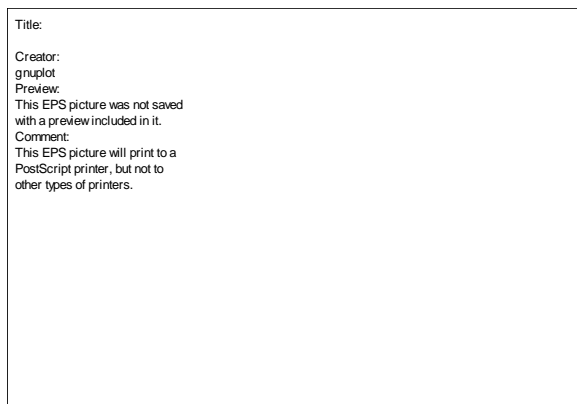 Title:
Creator:
gnuplot
Preview:
This EPS picture was not saved
with a preview included in it.
Comment:
This EPS picture will print to a
PostScript printer, but not to
other types of printers.